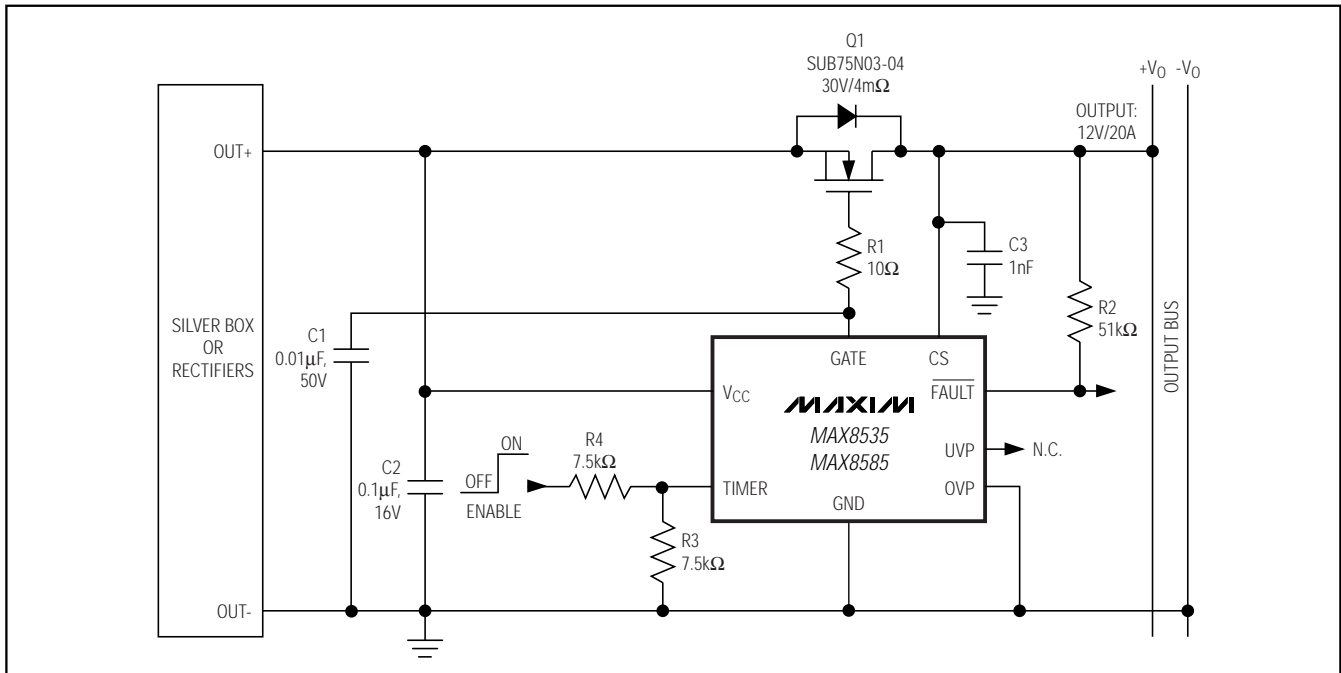 Q1
SUB75N03-04
30V/4mΩ
+VO -VO
OUTPUT:
12V/20A
OUT+
R1
10Ω
C3
1nF
R2
51kΩ
OUTPUT BUS
SILVER BOX
OR
RECTIFIERS
C1
0.01μF,
50V
GATE
CS
VCC
FAULT
MAXIM
MAX8535
MAX8585
UVP
N.C.
OVP
TIMER
GND
R4
7.5kΩ
ON
OFF
ENABLE
C2
0.1μF,
16V
R3
7.5kΩ
OUT-